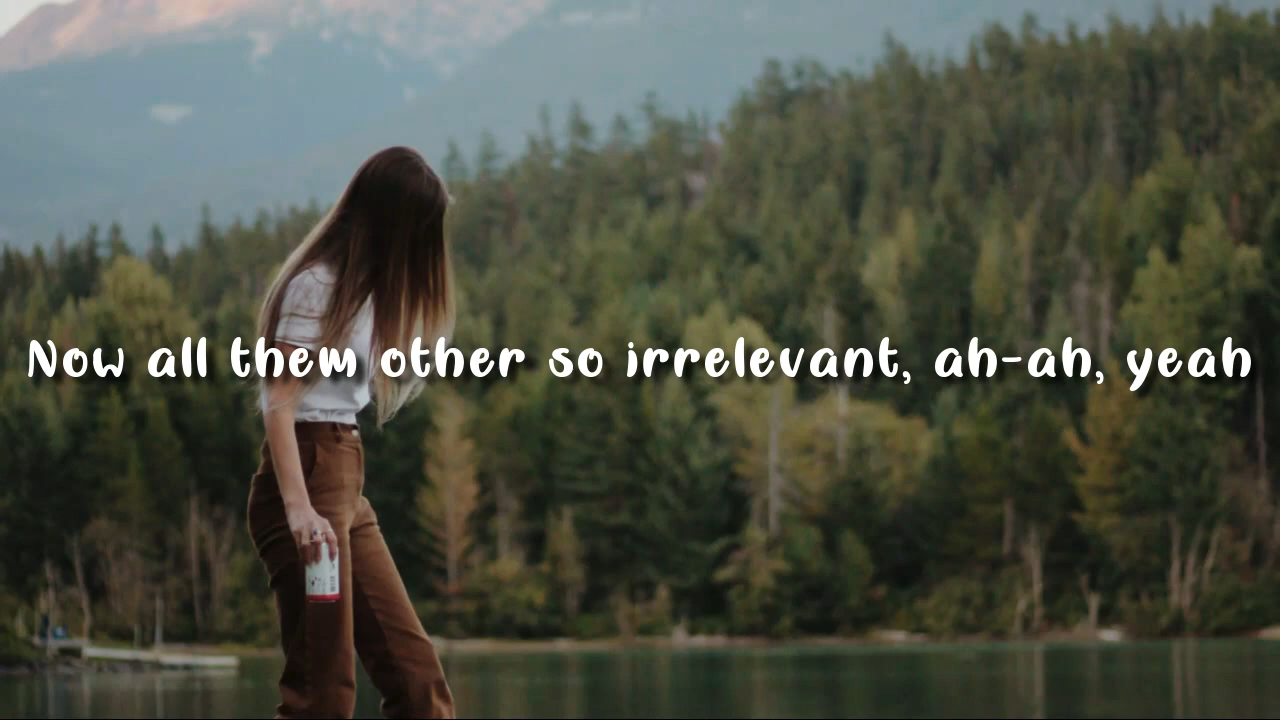 Now all them other so irrelevant, ah-ah, yeah